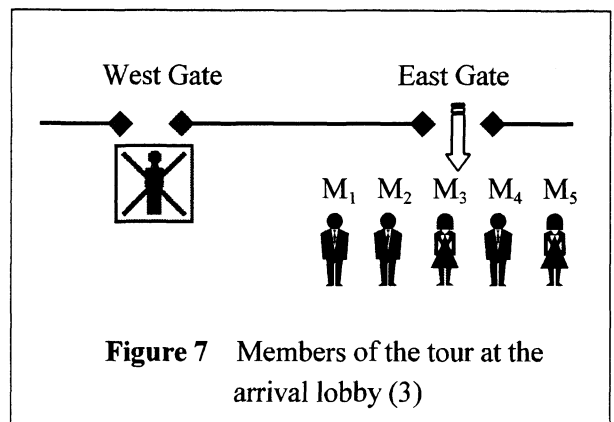 West Gate East Gate
M₁ M₂ M₃ M₄ M₅
Figure 7 Members of the tour at the
arrival lobby (3)